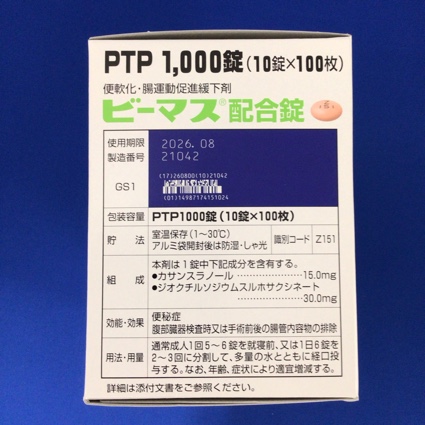 PTP 1,000錠(10錠×100枚)
便軟化・腸運動促進緩下剤
ビーマス®配合錠
使用期限 2026.08
製造番号 21042
GS1
(17)260800(10)21042
(01)14987174151024
包装容量 PTP1000錠(10錠×100枚)
貯法 室温保存(1~30℃) アルミ袋開封後は防湿・しゃ光 識別コード Z151
組成 本剤は1錠中下記成分を含有する。
●カサンスラノール 15.0mg
●ジオクチルソジウムスルホサクシネート
30.0mg
効能・効果 便秘症
腹部臓器検査時又は手術前後の腸管内容物の排除
用法・用量 通常成人1回5~6錠を就寝前、又は1日6錠を
2~3回に分割して、多量の水とともに経口投
与する。なお、年齢、症状により適宜増減する。
詳細は添付文書をご参照ください。